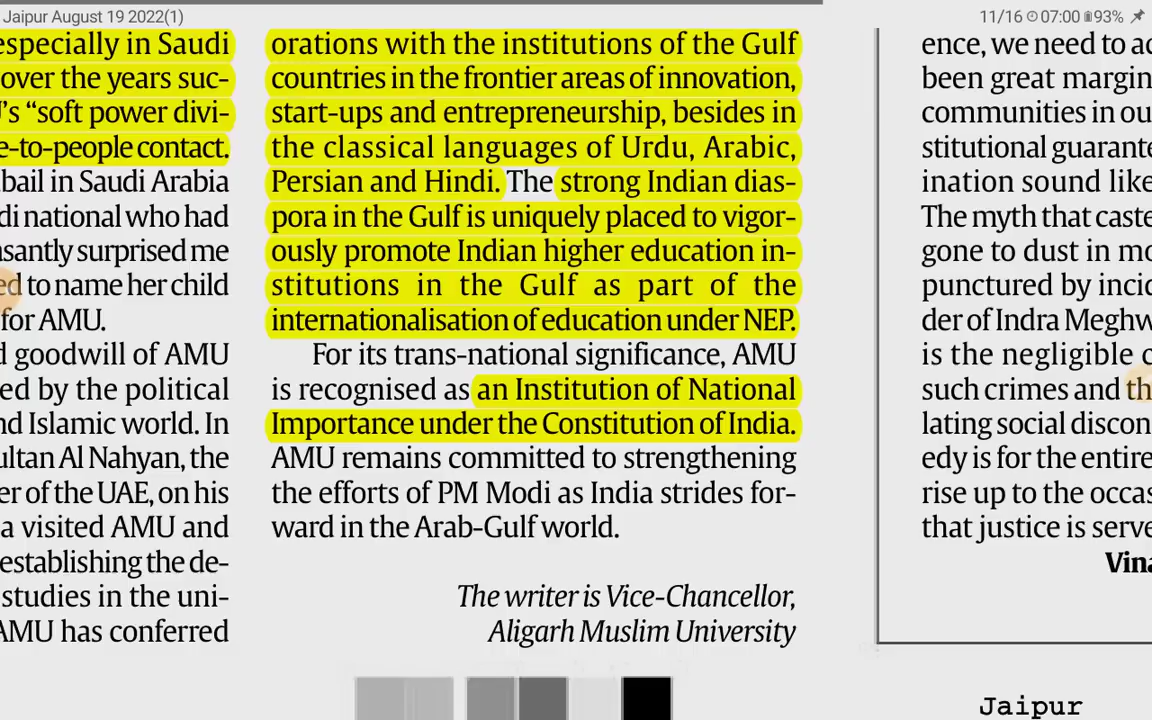 Jaipur August 19 2022(1)
11/16 07:00 93%
especially in Saudi
over the years suc-
's “soft power divi-
e-to-people contact.
bail in Saudi Arabia
di national who had
santly surprised me
ed to name her child
for AMU.
d goodwill of AMU
ed by the political
nd Islamic world. In
ultan Al Nahyan, the
er of the UAE, on his
a visited AMU and
establishing the de-
studies in the uni-
AMU has conferred
orations with the institutions of the Gulf
countries in the frontier areas of innovation,
start-ups and entrepreneurship, besides in
the classical languages of Urdu, Arabic,
Persian and Hindi. The strong Indian dias-
pora in the Gulf is uniquely placed to vigor-
ously promote Indian higher education in-
stitutions in the Gulf as part of the
internationalisation of education under NEP.
For its trans-national significance, AMU
is recognised as an Institution of National
Importance under the Constitution of India.
AMU remains committed to strengthening
the efforts of PM Modi as India strides for-
ward in the Arab-Gulf world.
The writer is Vice-Chancellor,
Aligarh Muslim University
ence, we need to ac
been great margin
communities in ou
stitutional guarante
ination sound like
The myth that caste
gone to dust in mo
punctured by incid
der of Indra Meghw
is the negligible c
such crimes and th
lating social discon
edy is for the entire
rise up to the occas
that justice is serve
Vina
Jaipur